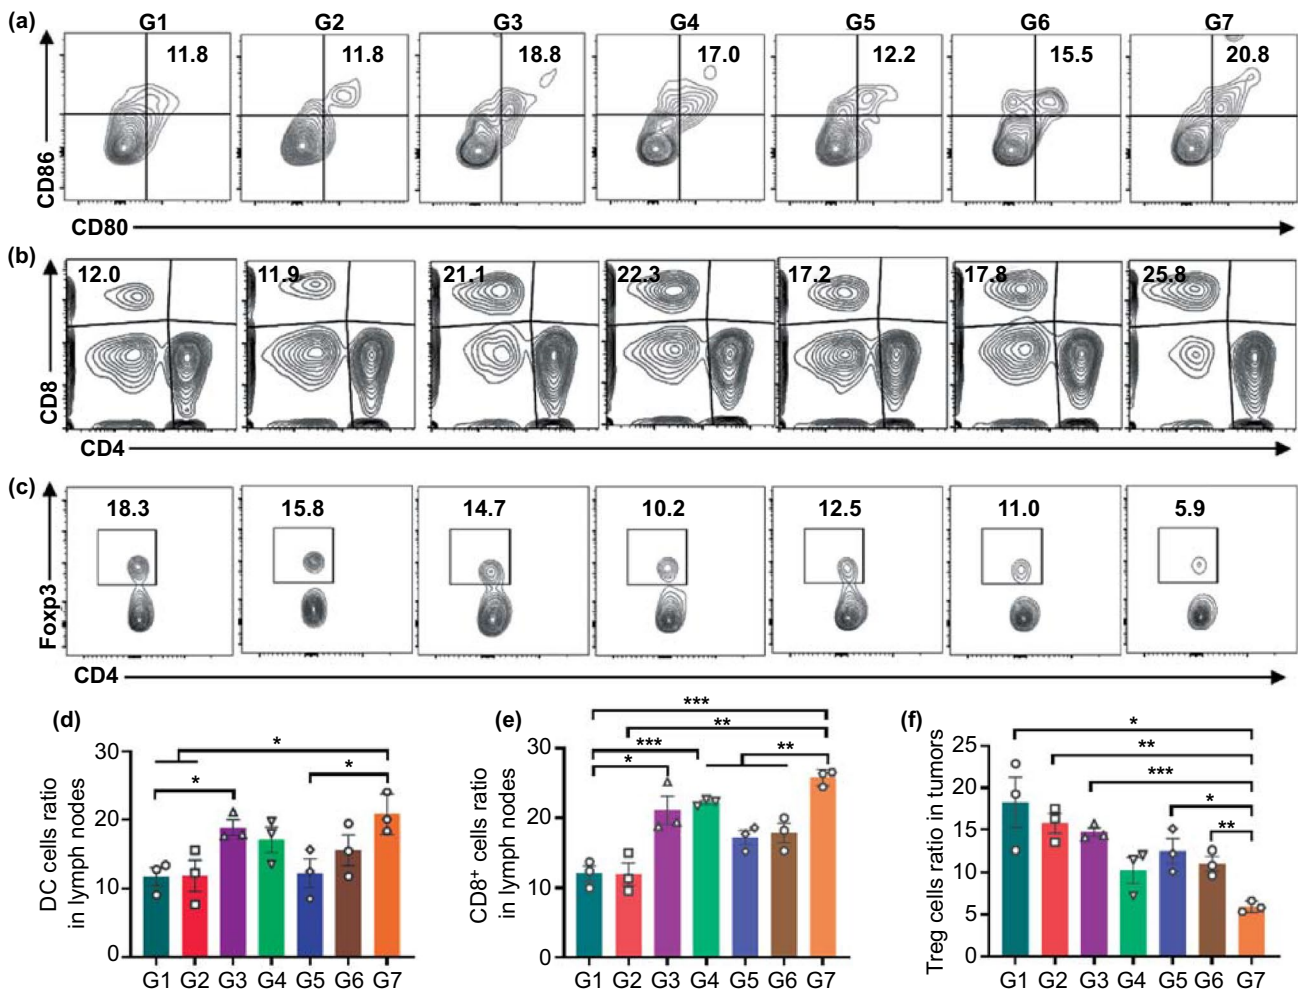 (a) G1 G2 G3 G4 G5 G6 G7
11.8 11.8 18.8 17.0 12.2 15.5 20.8
CD86
CD80
(b)
12.0 11.9 21.1 22.3 17.2 17.8 25.8
CD8
CD4
(c)
18.3 15.8 14.7 10.2 12.5 11.0 5.9
Foxp3
CD4
(d)
DC cells ratio
in lymph nodes
30
20
10
0
*
*
*
G1 G2 G3 G4 G5 G6 G7
(e)
CD8⁺ cells ratio
in lymph nodes
30
20
10
0
***
**
***
**
*
G1 G2 G3 G4 G5 G6 G7
(f)
Treg cells ratio in tumors
25
20
15
10
5
0
*
**
***
*
**
G1 G2 G3 G4 G5 G6 G7